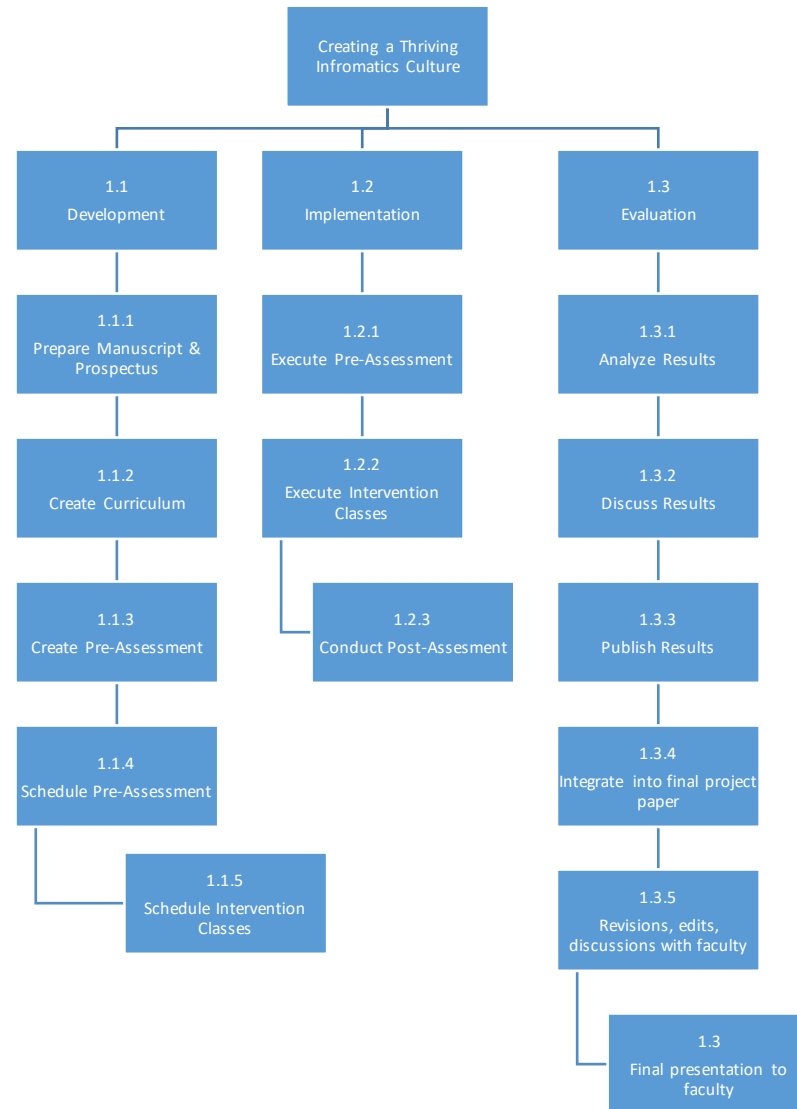 Creating a Thriving
Infromatics Culture
1.1
Development
1.2
Implementation
1.3
Evaluation
1.1.1
Prepare Manuscript &
Prospectus
1.2.1
Execute Pre-Assessment
1.3.1
Analyze Results
1.1.2
Create Curriculum
1.2.2
Execute Intervention
Classes
1.3.2
Discuss Results
1.1.3
Create Pre-Assessment
1.2.3
Conduct Post-Assesment
1.3.3
Publish Results
1.1.4
Schedule Pre-Assessment
1.3.4
Integrate into final project
paper
1.1.5
Schedule Intervention
Classes
1.3.5
Revisions, edits,
discussions with faculty
1.3
Final presentation to
faculty